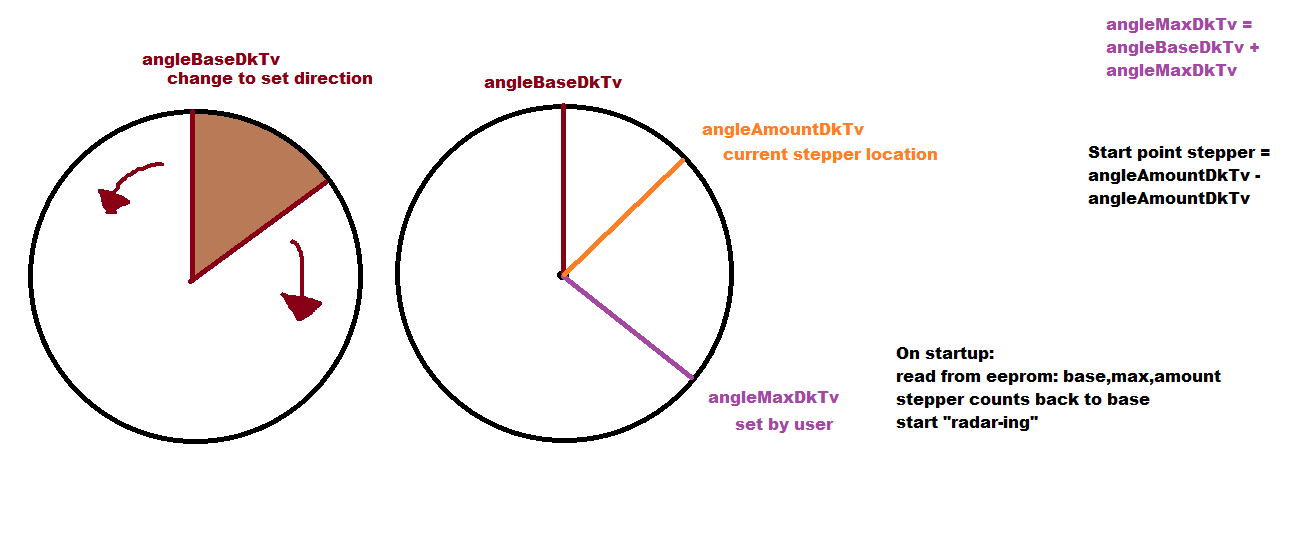 angleBaseDkTv
change to set direction
angleBaseDkTv
angleAmountDkTv
current stepper location
angleMaxDkTv
set by user
angleMaxDkTv =
angleBaseDkTv +
angleMaxDkTv
Start point stepper =
angleAmountDkTv -
angleAmountDkTv
On startup:
read from eeprom: base,max,amount
stepper counts back to base
start "radar-ing"